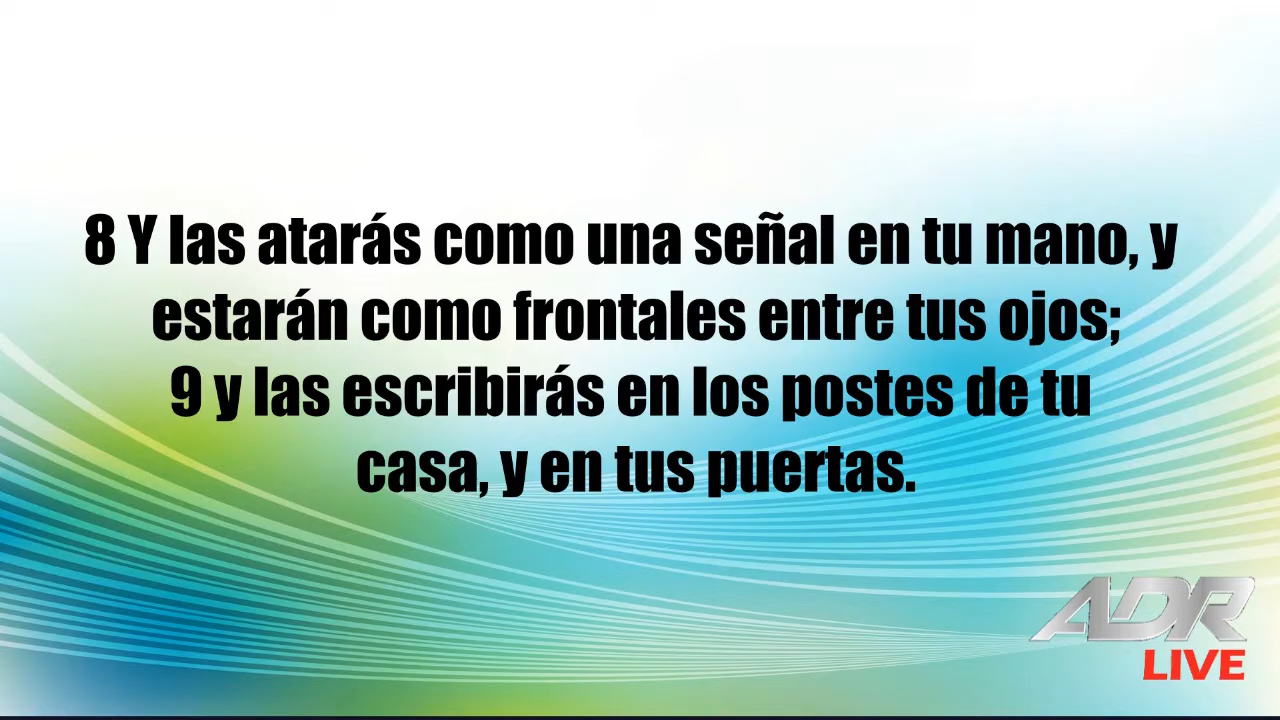 8 Y las atarás como una señal en tu mano, y
estarán como frontales entre tus ojos;
9 y las escribirás en los postes de tu
casa, y en tus puertas.
ADR
LIVE